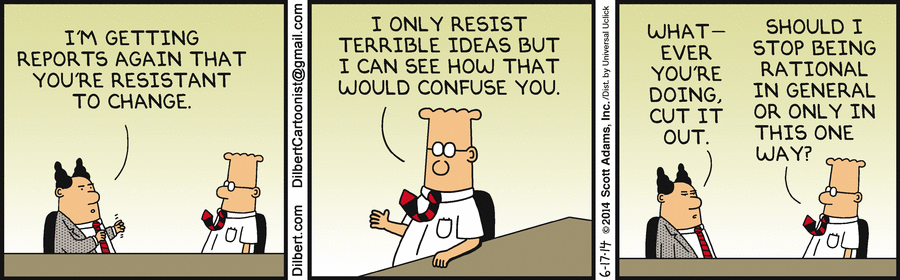 I'M GETTING
REPORTS AGAIN THAT
YOU'RE RESISTANT
TO CHANGE.
Dilbert.com DilbertCartoonist@gmail.com
I ONLY RESIST
TERRIBLE IDEAS BUT
I CAN SEE HOW THAT
WOULD CONFUSE YOU.
6-17-14 ©2014 Scott Adams, Inc. /Dist. by Universal Uclick
WHAT-
EVER
YOU'RE
DOING,
CUT IT
OUT.
SHOULD I
STOP BEING
RATIONAL
IN GENERAL
OR ONLY IN
THIS ONE
WAY?